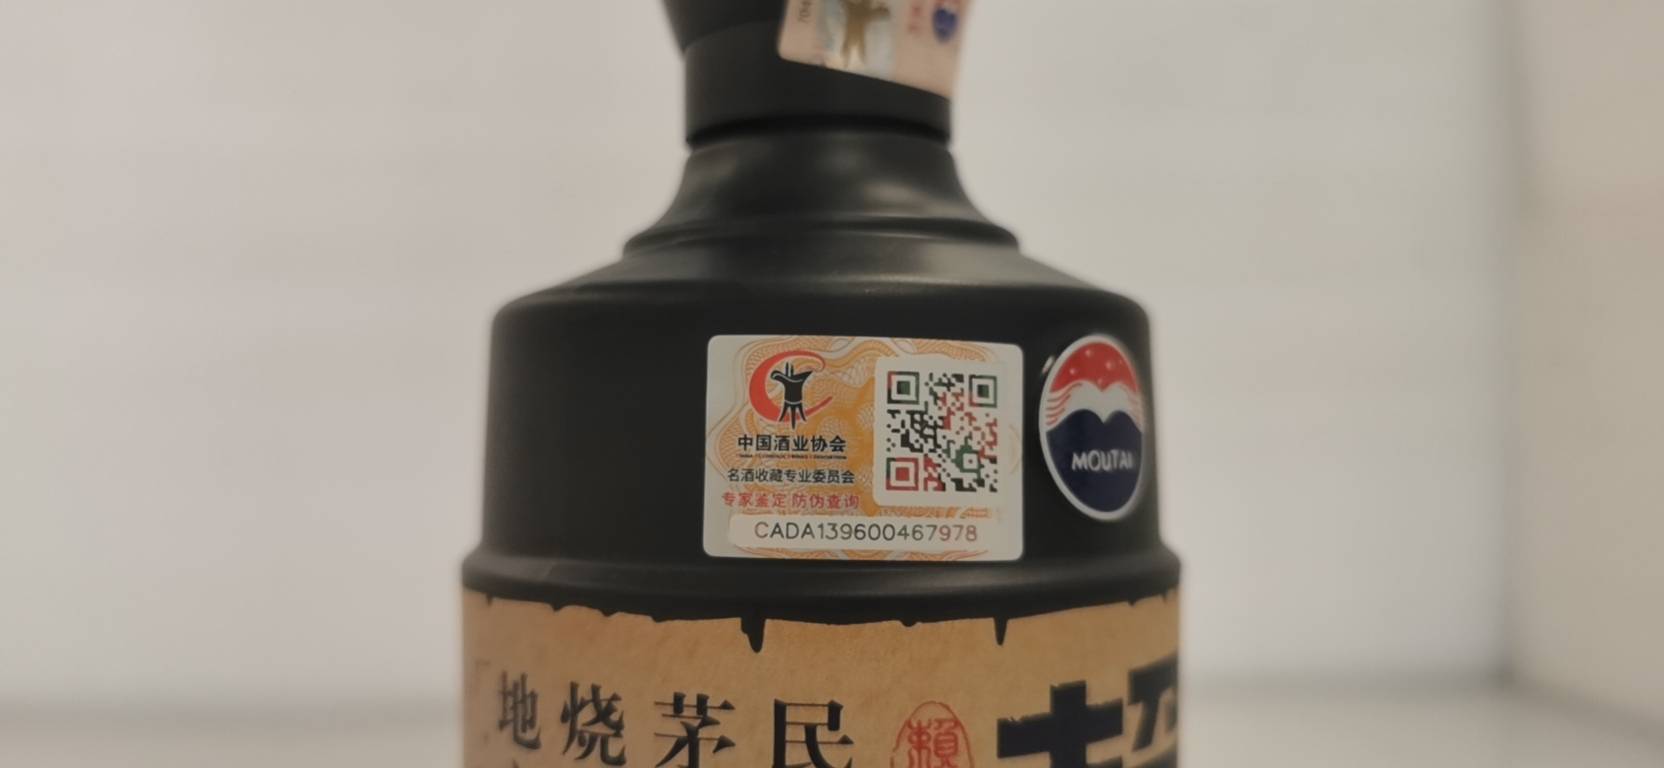 中国酒业协会
名酒收藏专业委员会
专家鉴定 防伪查询
CADA139600467978
MOUTAI
地烧茅民
賴